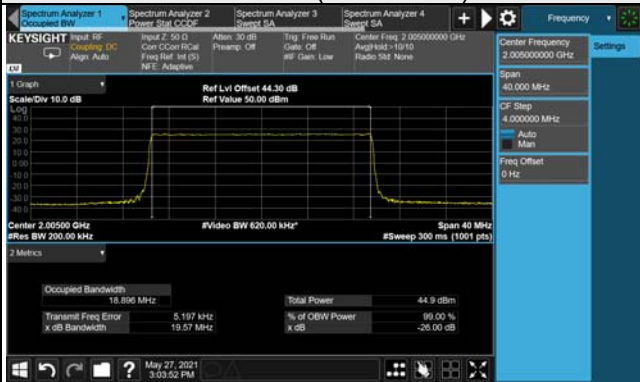 Spectrum Analyzer 1
Occupied BW
Spectrum Analyzer 2
Power Stat CCDF
Spectrum Analyzer 3
Swept SA
Spectrum Analyzer 4
Swept SA
Frequency
KEYSIGHT
Input: RF
Coupling: DC
Align: Auto
Input Z: 50 Ω
Corr CCorr RCal
Freq Ref: Int (S)
NFE: Adaptive
Atten: 30 dB
Preamp: Off
Trig: Free Run
Gate: Off
#IF Gain: Low
Center Freq: 2.005000000 GHz
Avg|Hold:>10/10
Radio Std: None
Center Frequency
2.005000000 GHz
Settings
Span
40.000 MHz
CF Step
4.000000 MHz
Auto
Man
Freq Offset
0 Hz
1 Graph
Scale/Div 10.0 dB
Ref Lvl Offset 44.30 dB
Ref Value 50.00 dBm
Log
40.0
30.0
20.0
10.0
0.00
-10.0
-20.0
-30.0
-40.0
Center 2.00500 GHz
#Res BW 200.00 kHz
#Video BW 620.00 kHz*
Span 40 MHz
#Sweep 300 ms (1001 pts)
2 Metrics
Occupied Bandwidth
18.896 MHz
Total Power 44.9 dBm
Transmit Freq Error 5.197 kHz
% of OBW Power 99.00 %
x dB Bandwidth 19.57 MHz
x dB -26.00 dB
May 27, 2021
3:03:52 PM